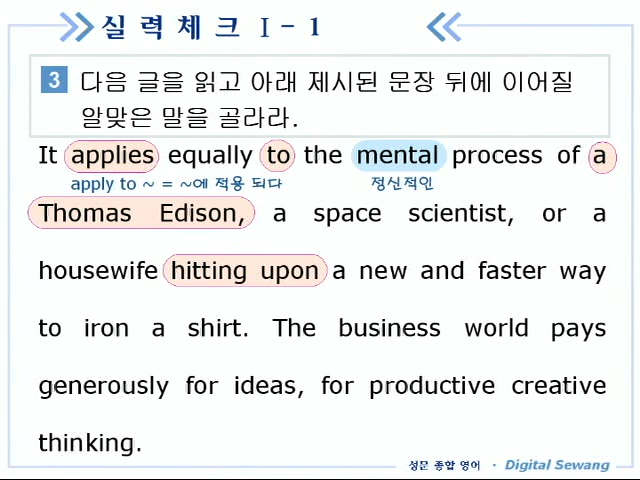 실력체크 I - 1
3 다음 글을 읽고 아래 제시된 문장 뒤에 이어질
알맞은 말을 골라라.
It applies equally to the mental process of a
apply to ~ = ~에 적용 되다 정신적인
Thomas Edison, a space scientist, or a
housewife hitting upon a new and faster way
to iron a shirt. The business world pays
generously for ideas, for productive creative
thinking.
성문 종합 영어 · Digital Sewang